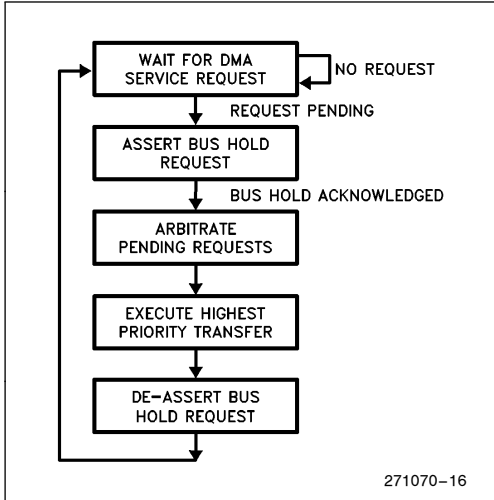 WAIT FOR DMA
SERVICE REQUEST
NO REQUEST
REQUEST PENDING
ASSERT BUS HOLD
REQUEST
BUS HOLD ACKNOWLEDGED
ARBITRATE
PENDING REQUESTS
EXECUTE HIGHEST
PRIORITY TRANSFER
DE-ASSERT BUS
HOLD REQUEST
271070-16